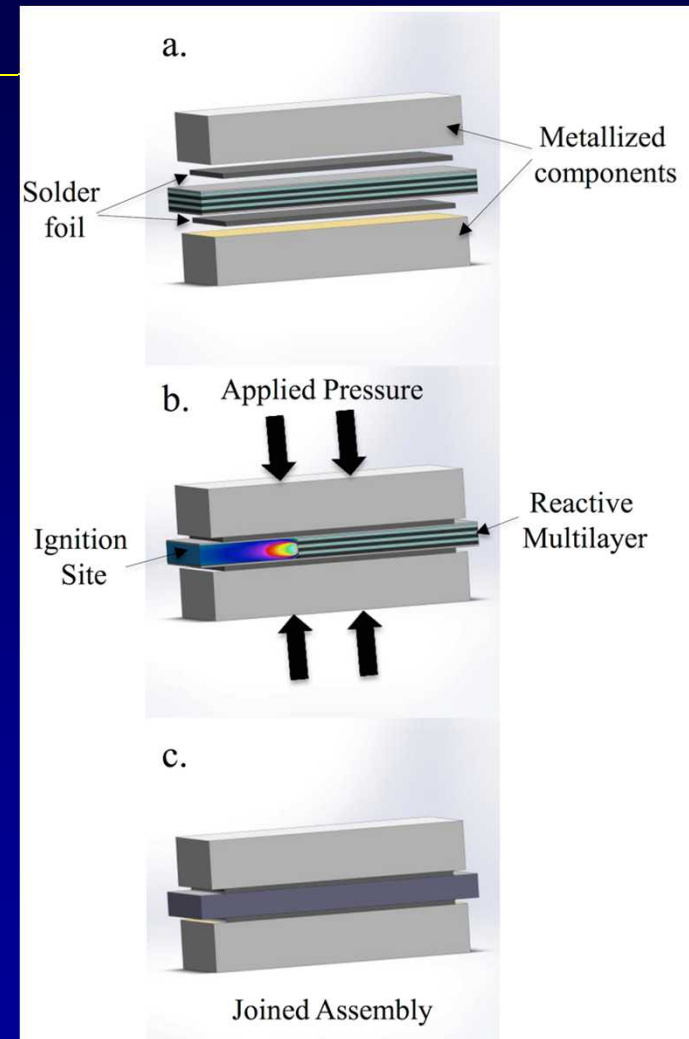 a.
Metallized
components
Solder
foil
b.
Applied Pressure
Reactive
Multilayer
Ignition
Site
c.
Joined Assembly